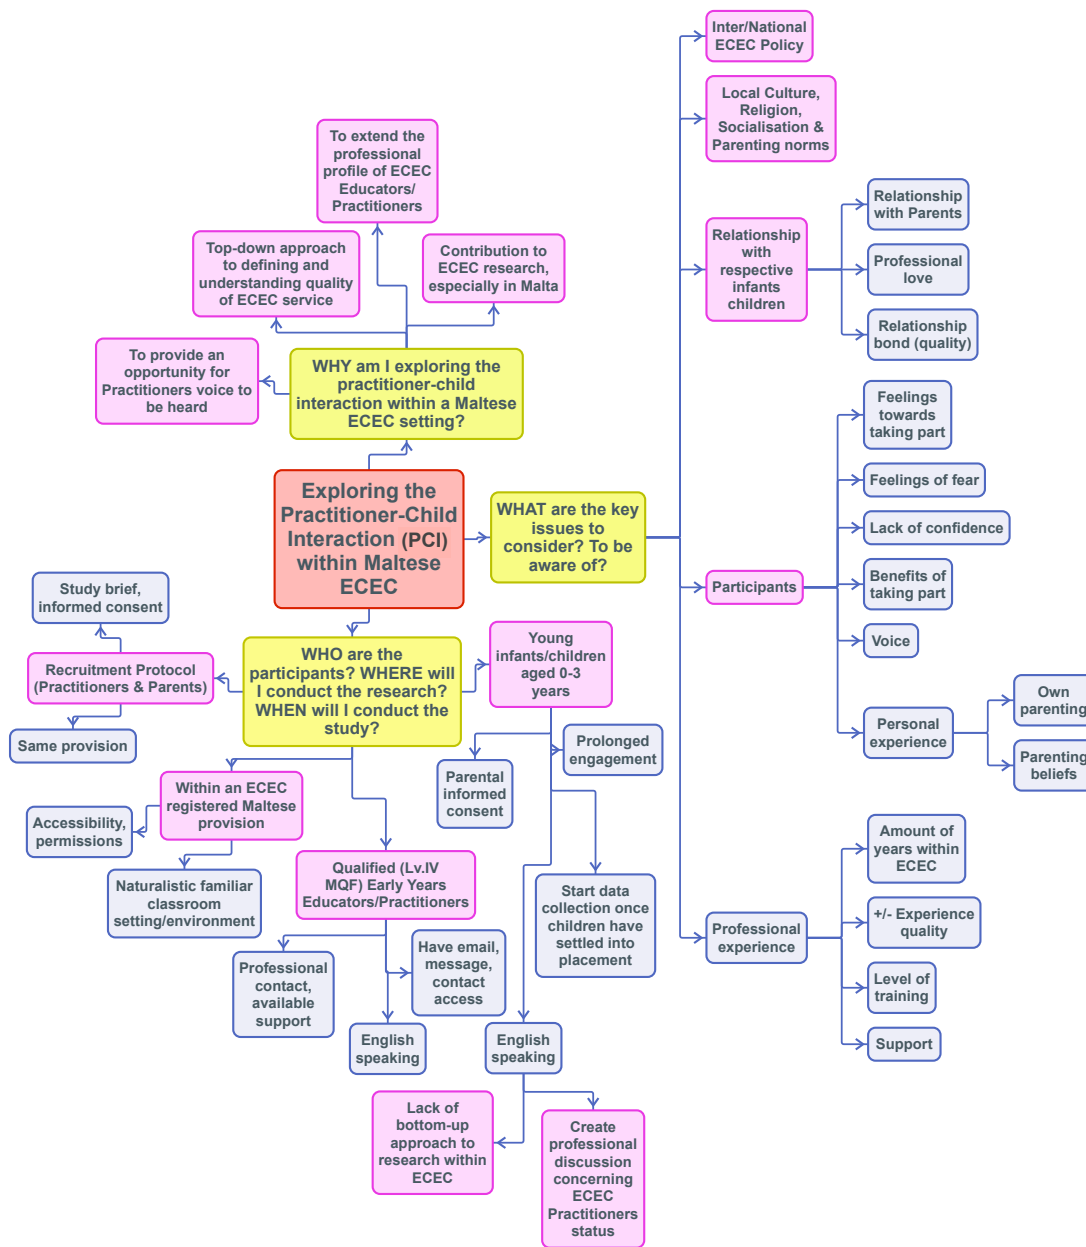 Inter/National
ECEC Policy
Local Culture,
Religion,
Socialisation &
Parenting norms
To extend the
professional
profile of ECEC
Educators/
Practitioners
Top-down approach
to defining and
understanding quality
of ECEC service
Contribution to
ECEC research,
especially in Malta
To provide an
opportunity for
Practitioners voice to
be heard
WHY am I exploring the
practitioner-child
interaction within a Maltese
ECEC setting?
Relationship
with
respective
infants
children
Relationship
with Parents
Professional
love
Relationship
bond (quality)
Exploring the
Practitioner-Child
Interaction (PCI)
within Maltese
ECEC
WHAT are the key
issues to
consider? To be
aware of?
Participants
Feelings
towards
taking part
Feelings of fear
Lack of confidence
Benefits of
taking part
Voice
Personal
experience
Own
parenting
Parenting
beliefs
Professional
experience
Amount of
years within
ECEC
+/- Experience
quality
Level of
training
Support
Study brief,
informed consent
Recruitment Protocol
(Practitioners & Parents)
Same provision
WHO are the
participants? WHERE will
I conduct the research?
WHEN will I conduct the
study?
Young
infants/children
aged 0-3
years
Prolonged
engagement
Parental
informed
consent
Within an ECEC
registered Maltese
provision
Accessibility,
permissions
Naturalistic familiar
classroom
setting/environment
Qualified (Lv.IV
MQF) Early Years
Educators/Practitioners
Start data
collection once
children have
settled into
placement
Professional
contact,
available
support
Have email,
message,
contact
access
English
speaking
English
speaking
Lack of
bottom-up
approach to
research within
ECEC
Create
professional
discussion
concerning
ECEC
Practitioners
status